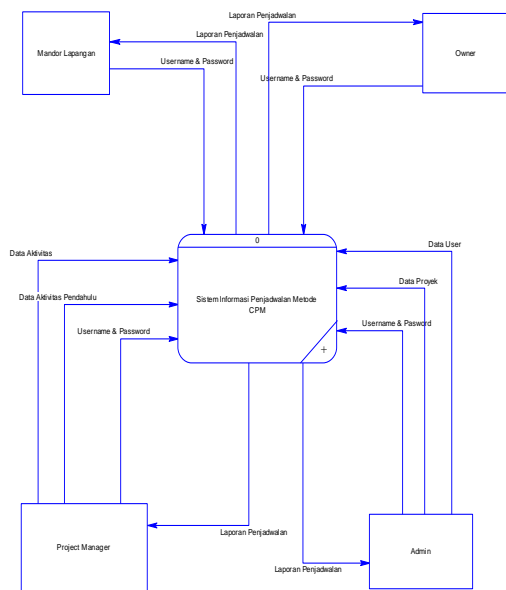 Laporan Penjadwalan
Mandor Lapangan
Laporan Penjadwalan
Owner
Username & Password
Username & Password
0
Data Aktivitas
Data User
Data Proyek
Data Aktivitas Pendahulu
Sistem Informasi Penjadwalan Metode
CPM
Username & Pasword
Username & Password
+
Laporan Penjadwalan
Project Manager
Admin
Laporan Penjadwalan